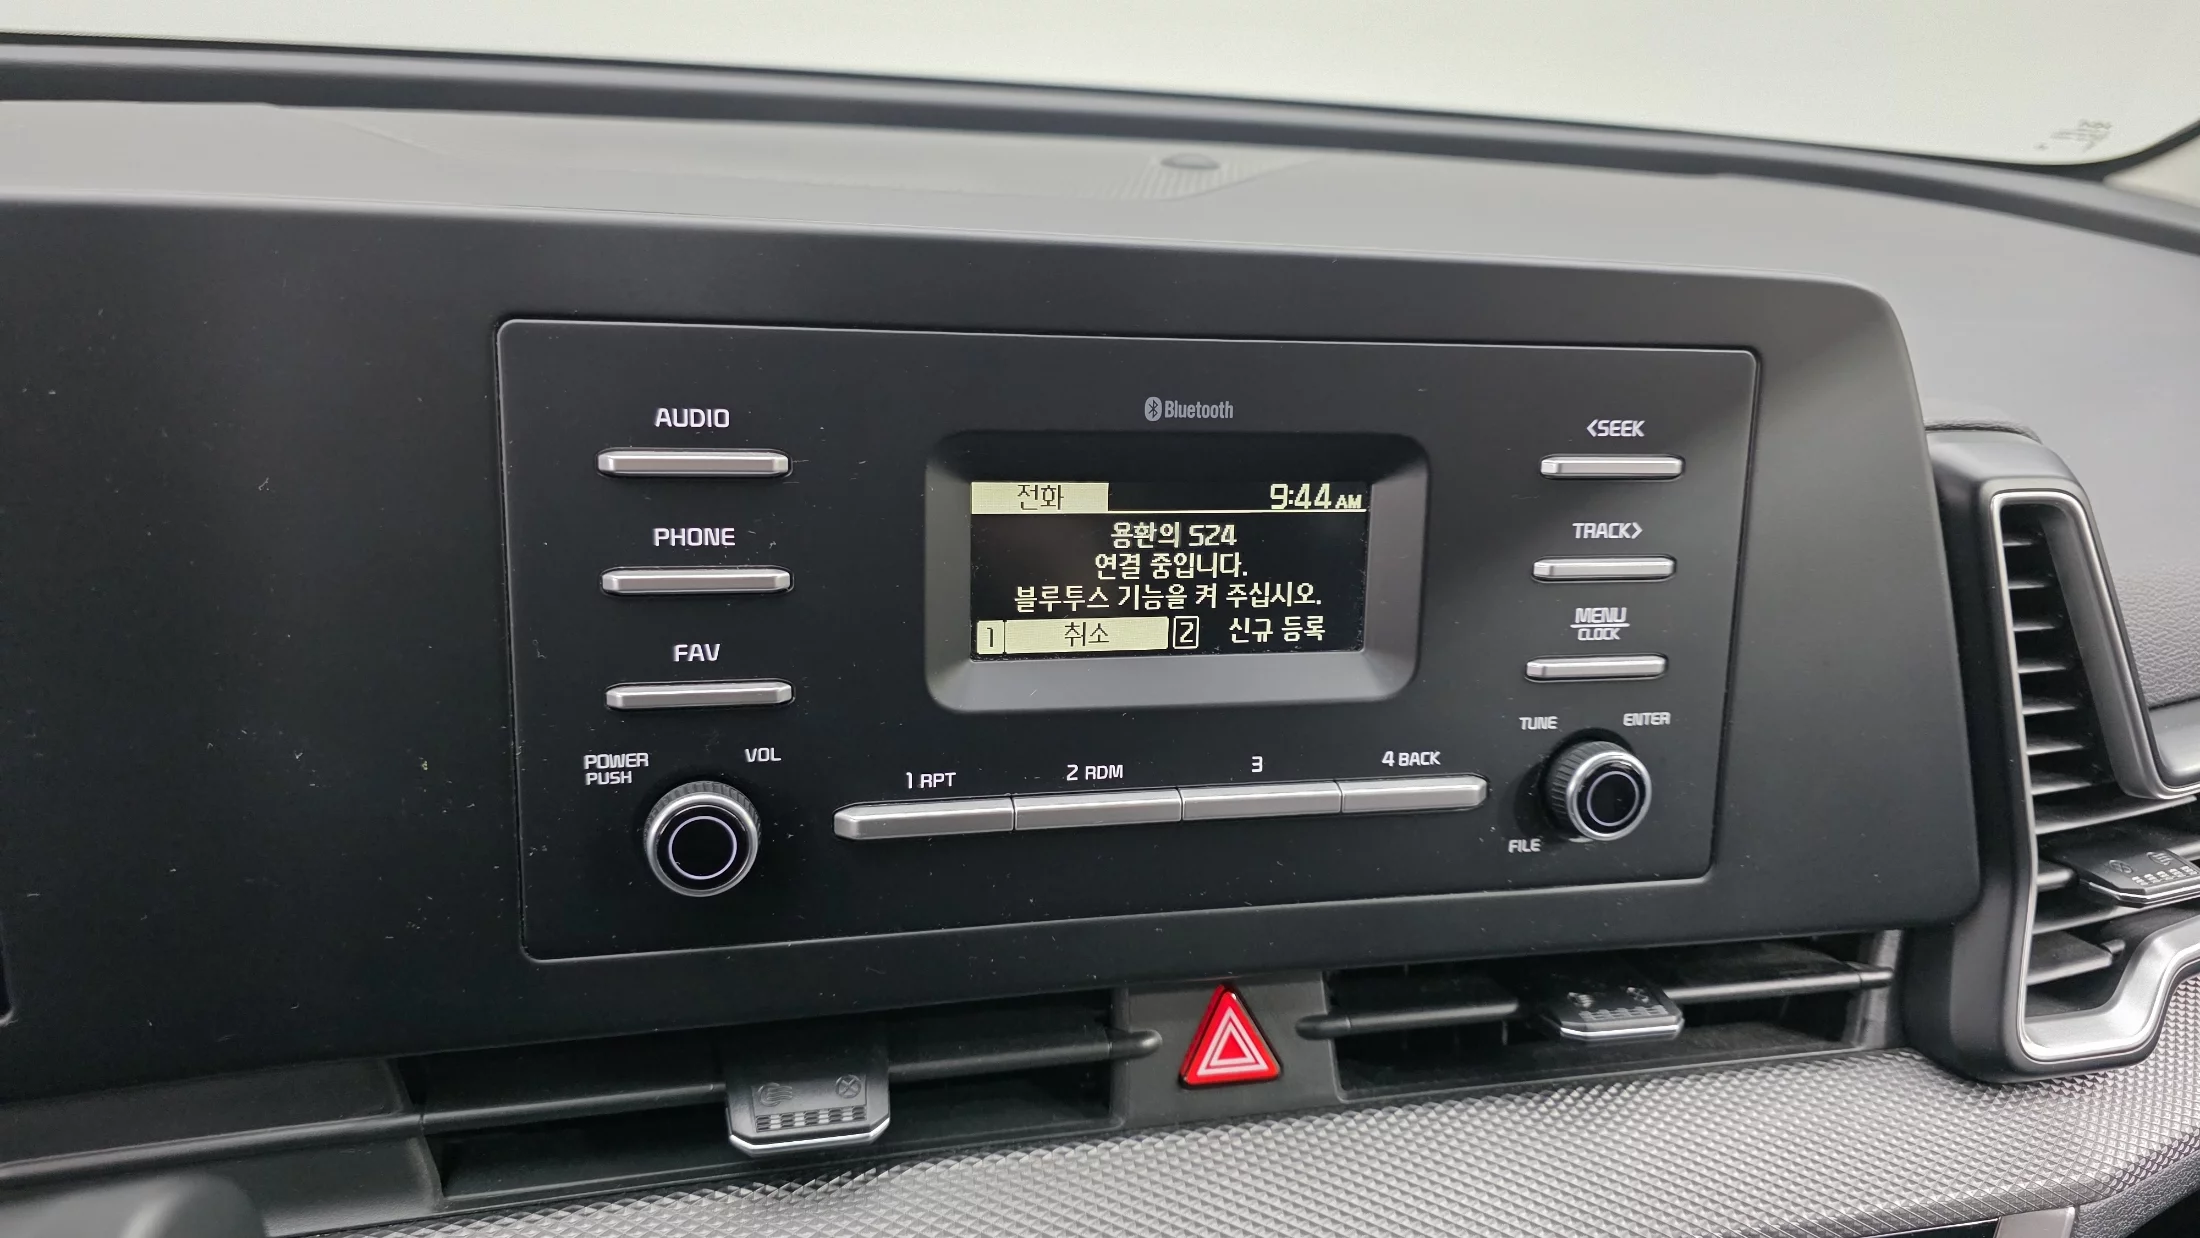 Bluetooth
AUDIO
PHONE
FAV
POWER
PUSH
VOL
전화 9:44 AM
용환의 S24
연결 중입니다.
블루투스 기능을 켜 주십시오.
1 취소 2 신규 등록
1 RPT
2 RDM
3
4 BACK
<SEEK
TRACK>
MENU
CLOCK
TUNE
ENTER
FILE